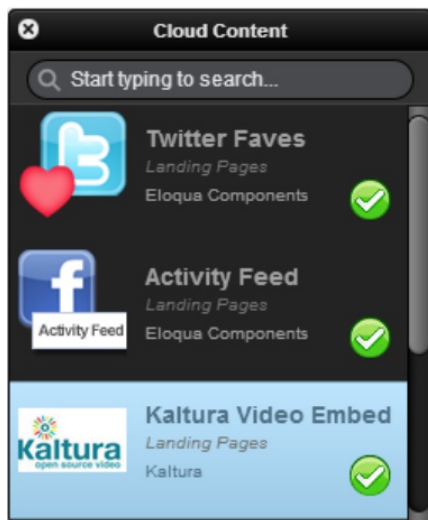 Cloud Content
Start typing to search...
Twitter Faves
Landing Pages
Eloqua Components
Activity Feed
Landing Pages
Activity Feed
Eloqua Components
Kaltura Video Embed
Kaltura
open source video
Landing Pages
Kaltura